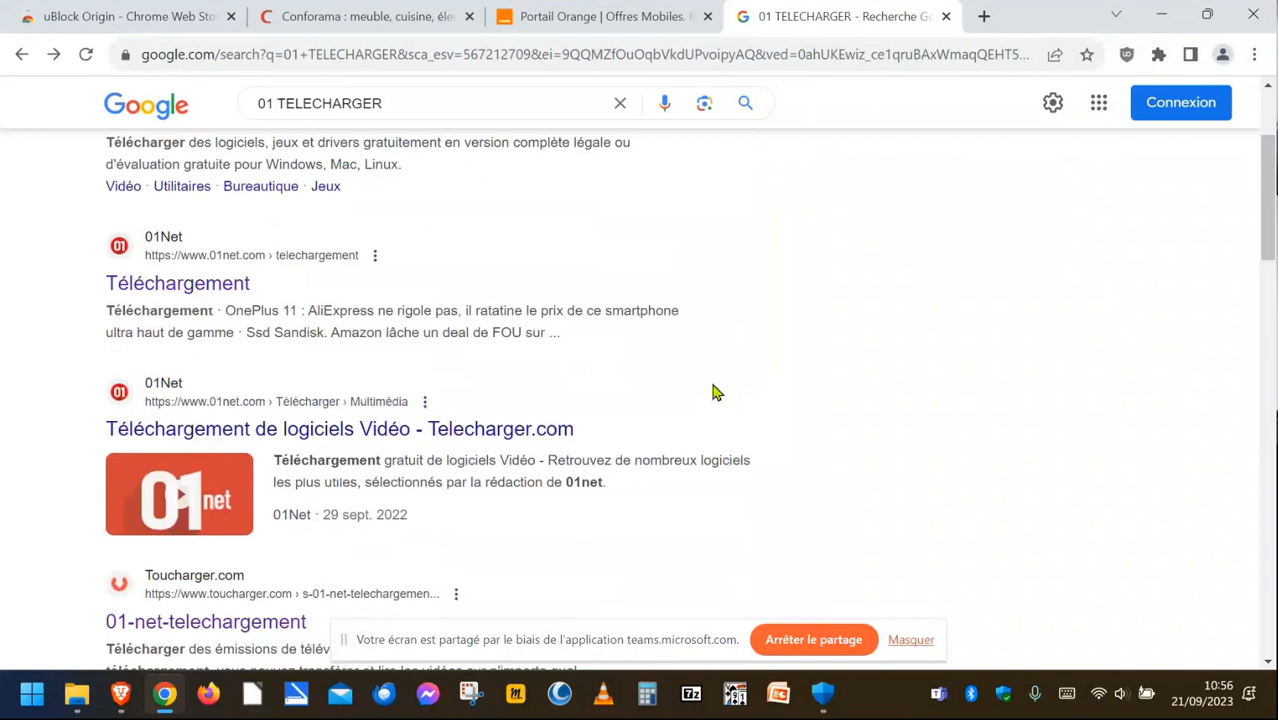 uBlock Origin - Chrome Web Sto
Conforama : meuble, cuisine, éle
Portail Orange | Offres Mobiles, I
01 TELECHARGER - Recherche Go
google.com/search?q=01+TELECHARGER&sca_esv=567212709&ei=9QQMZfOuOqbVkdUPvoipyAQ&ved=0ahUKEwiz_ce1qruBAxWmaqQEHT5...
Google
01 TELECHARGER
Connexion
Télécharger des logiciels, jeux et drivers gratuitement en version complète légale ou
d'évaluation gratuite pour Windows, Mac, Linux.
Vidéo · Utilitaires · Bureautique · Jeux
01Net
https://www.01net.com › telechargement
Téléchargement
Téléchargement · OnePlus 11 : AliExpress ne rigole pas, il ratatine le prix de ce smartphone
ultra haut de gamme · Ssd Sandisk. Amazon lâche un deal de FOU sur ...
01Net
https://www.01net.com › Télécharger › Multimédia
Téléchargement de logiciels Vidéo - Telecharger.com
Téléchargement gratuit de logiciels Vidéo - Retrouvez de nombreux logiciels
les plus utiles, sélectionnés par la rédaction de 01net.
01net
01Net · 29 sept. 2022
Toucharger.com
https://www.toucharger.com › s-01-net-telechargemen...
01-net-telechargement
Télécharger des émissions de télév
Votre écran est partagé par le biais de l'application teams.microsoft.com.
Arrêter le partage
Masquer
10:56
21/09/2023